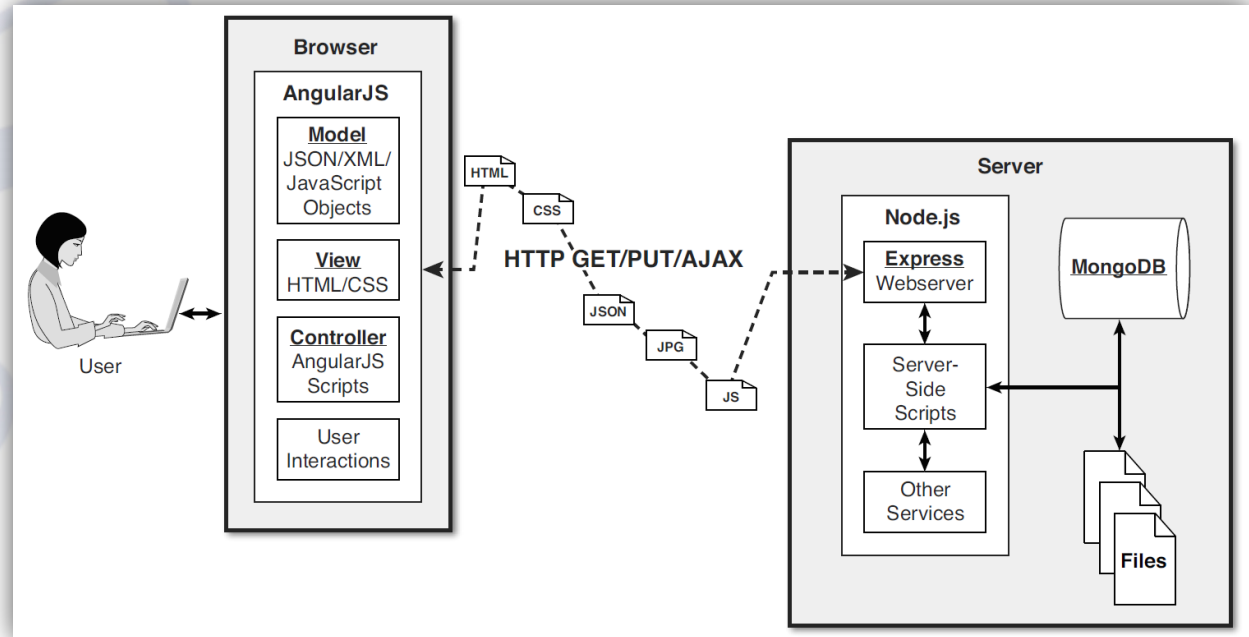 Browser
AngularJS
Model
JSON/XML/
JavaScript
Objects
View
HTML/CSS
Controller
AngularJS
Scripts
User
Interactions
User
HTML
CSS
HTTP GET/PUT/AJAX
JSON
JPG
JS
Server
Node.js
Express
Webserver
Server-
Side
Scripts
Other
Services
MongoDB
Files